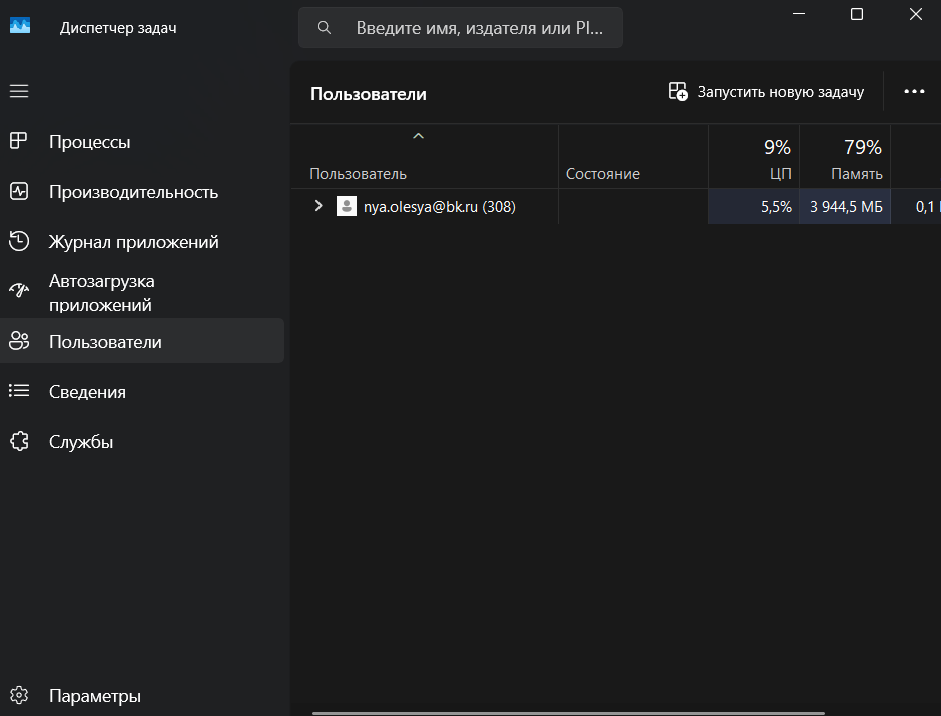 Диспетчер задач
Введите имя, издателя или PI...
Пользователи
Запустить новую задачу
Процессы
Производительность
Журнал приложений
Автозагрузка
приложений
Пользователи
Сведения
Службы
Параметры
9% 79%
Пользователь Состояние ЦП Память
nya.olesya@bk.ru (308) 5,5% 3 944,5 МБ 0,1